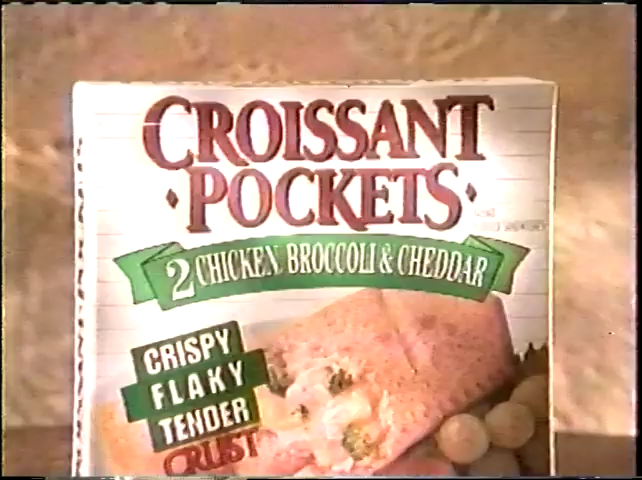 CROISSANT
POCKETS
2 CHICKEN, BROCCOLI & CHEDDAR
CRISPY
FLAKY
TENDER
CRUST